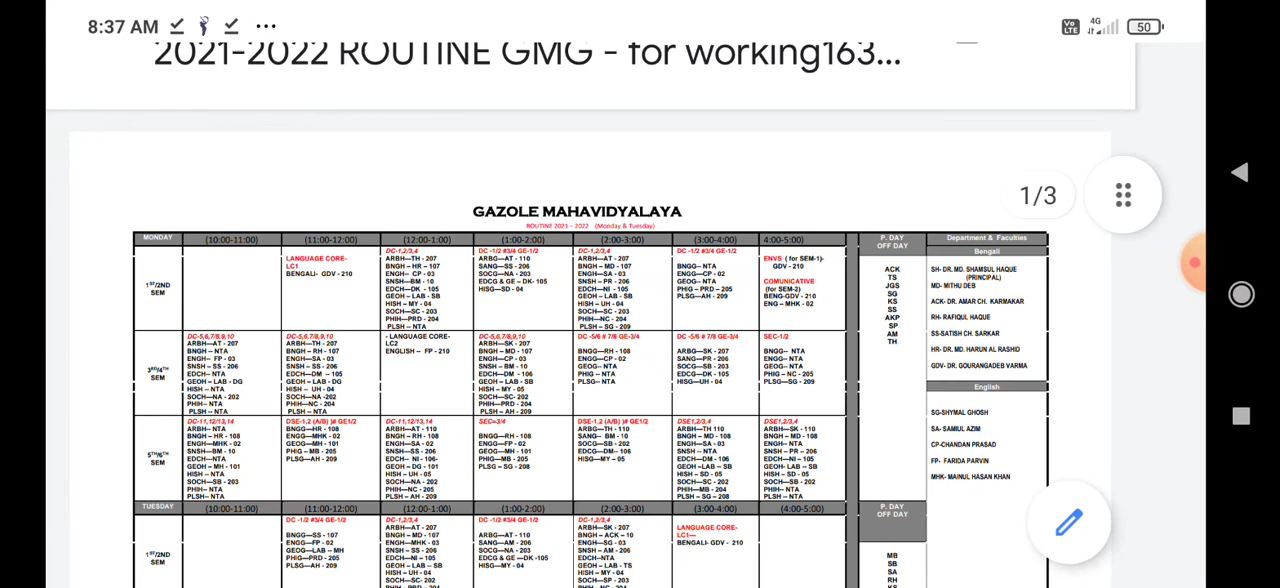 8:37 AM
Vo LTE 4G 50
2021-2022 ROUTINE GMG - for working163...
1/3
GAZOLE MAHAVIDYALAYA
ROUTINE 2021 - 2022 (Monday & Tuesday)
MONDAY (10:00-11:00) (11:00-12:00) (12:00-1:00) (1:00-2:00) (2:00-3:00) (3:00-4:00) 4:00-5:00)
P. DAY
OFF DAY
Department & Faculties
Bengali
1ST/2ND
SEM
LANGUAGE CORE-
LC1
BENGALI- GDV - 210
DC-1,2,3,4
ARBH—TH - 207
BNGH – HR – 107
ENGH— CP - 03
SNSH—BM - 10
EDCH—DK - 105
GEOH – LAB -SB
HISH – MY - 04
SOCH—SC - 203
PHIH—PRD - 204
PLSH – NTA
DC -1/2 #3/4 GE-1/2
ARBG—AT - 110
SANG—SS - 206
SOCG—NA - 203
EDCG & GE –DK- 105
HISG—SD - 04
DC-1,2,3,4
ARBH—AT - 207
BNGH – MD - 107
ENGH—SA - 03
SNSH – PR - 206
EDCH—NI - 105
GEOH – LAB -SB
HISH – UH - 04
SOCH—SC - 203
PHIH—NC - 204
PLSH – SG - 209
DC -1/2 #3/4 GE-1/2
BNGG– NTA
ENGG—CP - 02
GEOG– NTA
PHIG – PRD - 205
PLSG—AH - 209
ENVS ( for SEM-1)-
GDV -210
COMUNICATIVE
(for SEM-2)
BENG-GDV - 210
ENG – MHK - 02
3RD/4TH
SEM
DC-5,6,7/8,9,10
ARBH—AT - 207
BNGH – NTA
ENGH— FP - 03
SNSH – SS - 206
EDCH– NTA
GEOH – LAB - DG
HISH – NTA
SOCH—NA - 202
PHIH– NTA
PLSH– NTA
DC-5,6,7/8,9,10
ARBH—TH - 207
BNGH – RH - 107
ENGH—SA - 03
SNSH – SS - 206
EDCH—DM – 105
GEOH – LAB- DG
HISH – UH - 04
SOCH—NA -202
PHIH—NC - 204
PLSH – NTA
- LANGUAGE CORE-
LC2
ENGLISH – FP - 210
DC-5,6,7/8,9,10
ARBH—SK - 207
BNGH – MD - 107
ENGH—CP - 03
SNSH – BM - 10
EDCH—DM - 106
GEOH – LAB - SB
HISH – MY - 05
SOCH—SC- 202
PHIH—PRD - 204
PLSH – AH - 209
DC -5/6 # 7/8 GE-3/4
BNGG—RH - 108
ENGG—CP - 02
GEOG– NTA
PHIG – NTA
PLSG– NTA
DC -5/6 # 7/8 GE-3/4
ARBG—SK - 207
SANG—PR - 206
SOCG—SB - 203
EDCG—DK - 105
HISG—UH - 04
SEC-1/2
BNGG– NTA
ENGG– NTA
GEOG– NTA
PHIG – NC - 205
PLSG—SG - 209
5TH/6TH
SEM
DC-11,12/13,14
ARBH – NTA
BNGH – HR - 108
ENGH—MHK - 02
SNSH—BM - 10
EDCH– NTA
GEOH – MH - 101
HISH – NTA
SOCH—SB - 203
PHIH– NTA
PLSH– NTA
DSE-1,2 (A/B) )# GE1/2
BNGG—HR - 108
ENGG—MHK - 02
GEOG—MH - 101
PHIG – MB - 205
PLSG—AH - 209
DC-11,12/13,14
ARBH—AT - 110
BNGH – RH - 108
ENGH—SA - 02
SNSH—SS - 206
EDCH—NI - 106
GEOH –DG - 101
HISH – UH - 05
SOCH—NA - 202
PHIH—NC - 205
PLSH – AH - 209
SEC–3/4
BNGG—RH - 108
ENGG—FP - 02
GEOG—MH - 101
PHIG—MB - 205
PLSG – SG - 208
DSE-1,2 (A/B) )# GE1/2
ARBG—TH - 110
SANG– BM - 10
SOCG—SB - 202
EDCG—DM- 106
HISG—MY – 05
DSE1,2,3,4
ARBH—TH 110
BNGH – MD - 108
ENGH—SA - 03
SNSH – NTA
EDCH—DM - 106
GEOH –LAB – SB
HISH – SD - 05
SOCH—SC - 202
PHIH—MB - 204
PLSH – SG – 208
DSE1,2,3,4
ARBH—SK - 110
BNGH – MD - 108
ENGH– NTA
SNSH – PR - 206
EDCH—NI – 105
GEOH- LAB – SB
HISH – SD - 05
SOCH—SB - 202
PHIH– NTA
PLSH – NTA
ACK
TS
JGS
SG
KS
SS
AKP
SP
AM
TH
SH- DR. MD. SHAMSUL HAQUE
(PRINCIPAL)
MD- MITHU DEB
ACK- DR. AMAR CH. KARMAKAR
RH- RAFIQUL HAQUE
SS-SATISH CH. SARKAR
HR- DR. MD. HARUN AL RASHID
GDV- DR. GOURANGADEB VARMA
English
SG-SHYMAL GHOSH
SA- SAMIUL AZIM
CP-CHANDAN PRASAD
FP- FARIDA PARVIN
MHK- MAINUL HASAN KHAN
TUESDAY (10:00-11:00) (11:00-12:00) (12:00-1:00) (1:00-2:00) (2:00-3:00) (3:00-4:00) (4:00-5:00)
P. DAY
OFF DAY
1ST/2ND
SEM
DC -1/2 #3/4 GE-1/2
BNGG—SS - 107
ENGG—FP - 02
GEOG—LAB – MH
PHIG—PRD - 205
PLSG—AH - 209
DC-1,2,3,4
ARBH—AT - 207
BNGH – MD - 107
ENGH—MHK - 03
SNSH – SS - 206
EDCH—NI - 105
GEOH – LAB – SB
HISH – UH - 04
SOCH—SC- 202
DC -1/2 #3/4 GE-1/2
ARBG—AT - 110
SANG—AM - 206
SOCG—NA - 203
EDCG & GE —DK -105
HISG—MY - 04
DC-1,2,3,4
ARBH—SK - 207
BNGH – ACK – 10
ENGH—SG - 03
SNSH – AM - 206
EDCH—NTA
GEOH – LAB- TS
HISH – MY - 04
SOCH—SP - 203
LANGUAGE CORE-
LC1—
BENGALI- GDV - 210
MB
SB
SA
RH